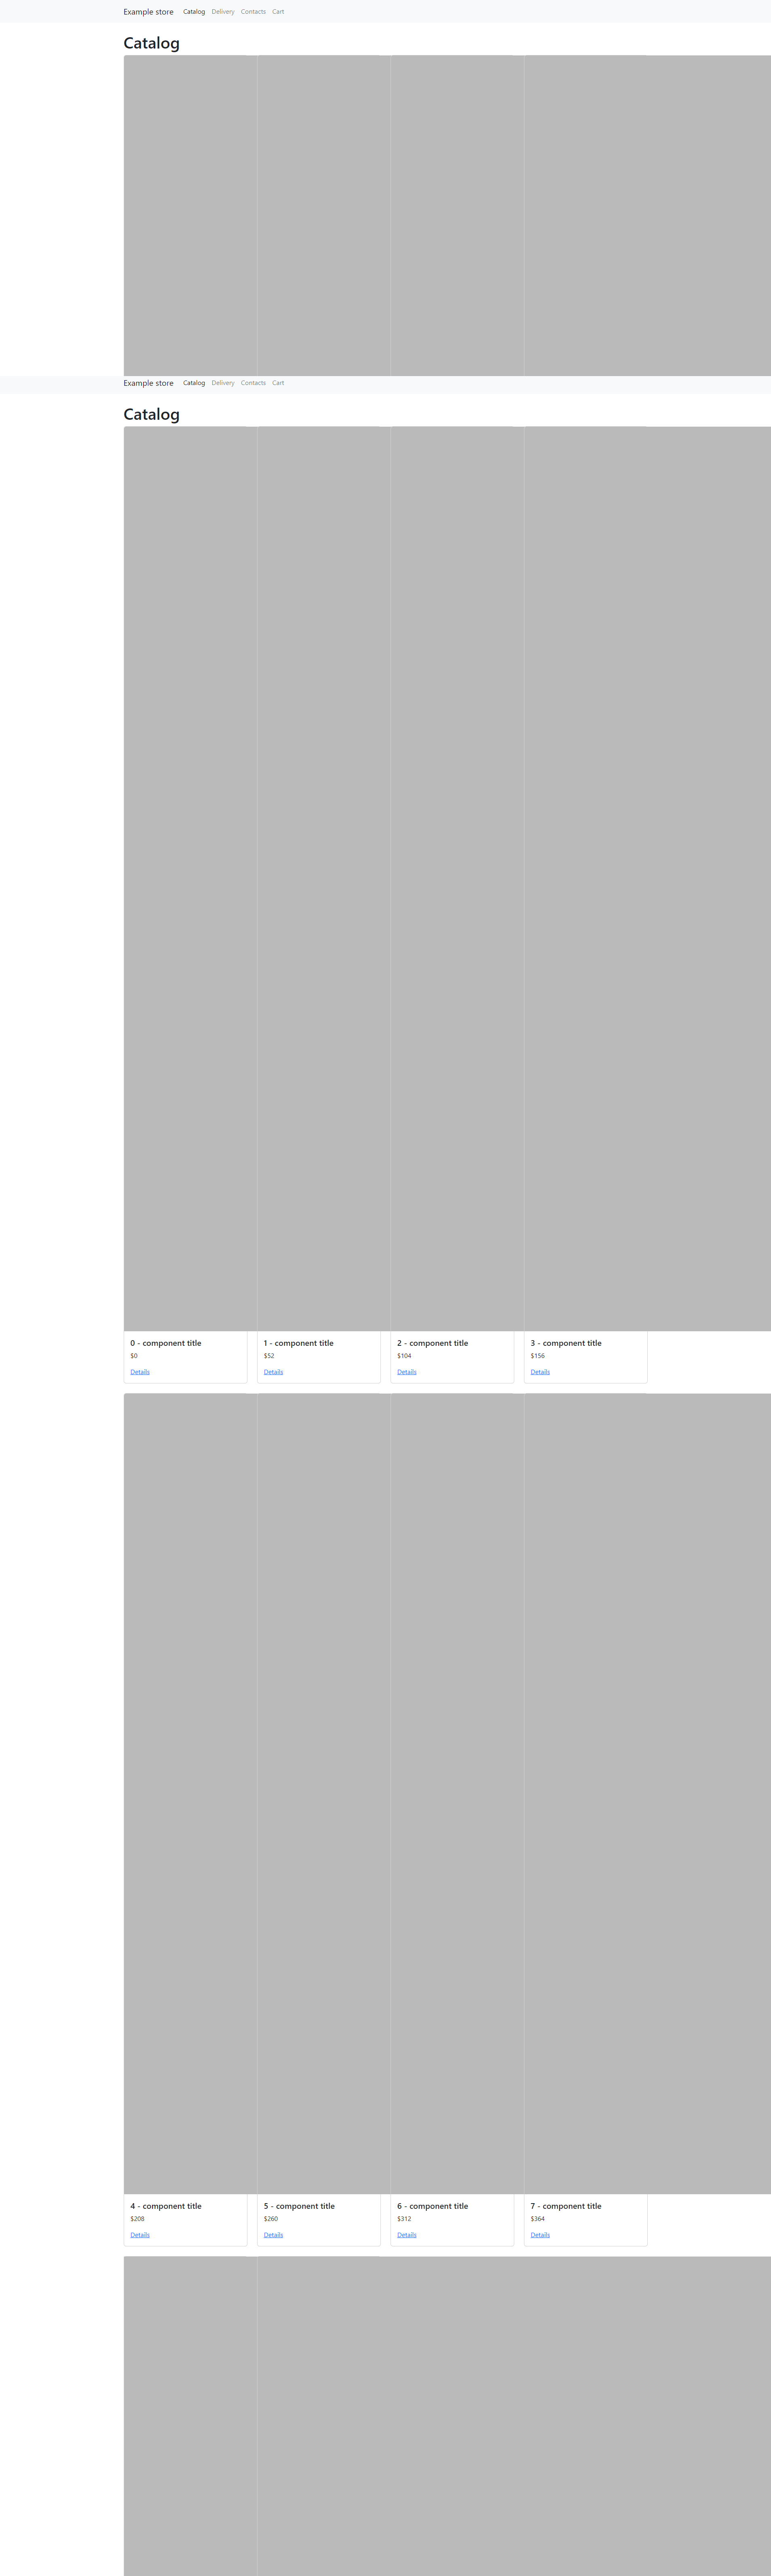 Example store Catalog Delivery Contacts Cart
Catalog
Example store Catalog Delivery Contacts Cart
Catalog
0 - component title 1 - component title 2 - component title 3 - component title
$0 $52 $104 $156
Details Details Details Details
4 - component title 5 - component title 6 - component title 7 - component title
$208 $260 $312 $364
Details Details Details Details